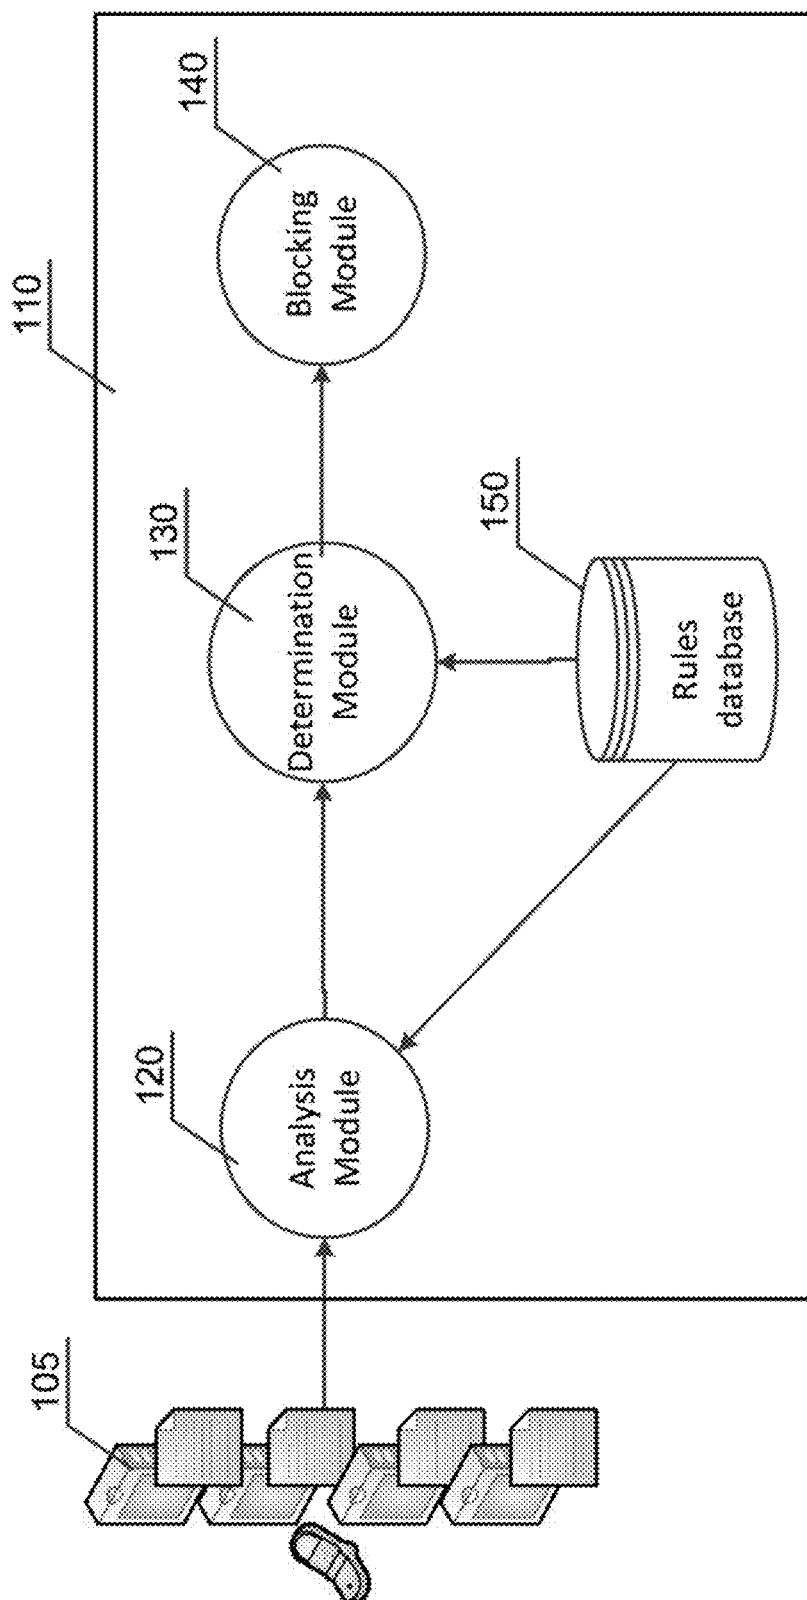 110
105
120
Analysis
Module
130
Determination
Module
140
Blocking
Module
150
Rules
database